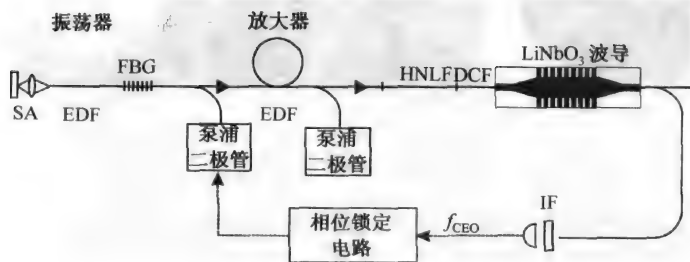 振荡器
放大器
LiNbO3 波导
FBG
HNLF DCF
SA
EDF
EDF
泵浦
二极管
泵浦
二极管
IF
相位锁定
电路
fCEO